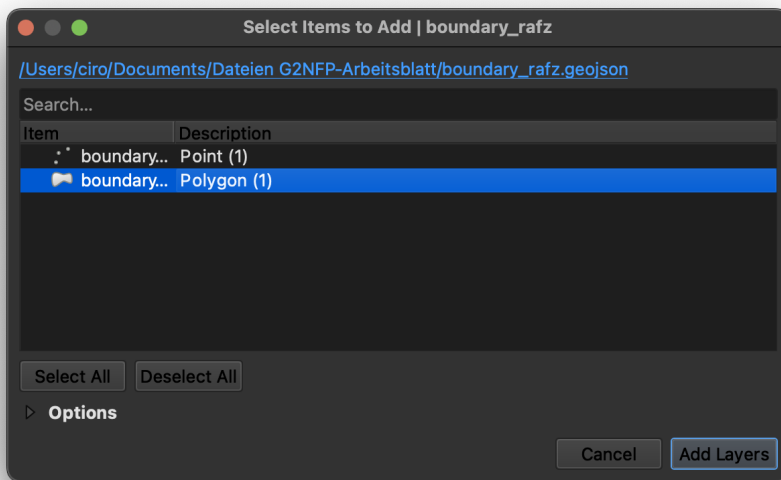 Select Items to Add | boundary_rafz
/Users/ciro/Documents/Dateien G2NFP-Arbeitsblatt/boundary_rafz.geojson
Search...
Item Description
boundary... Point (1)
boundary... Polygon (1)
Select All Deselect All
Options
Cancel Add Layers